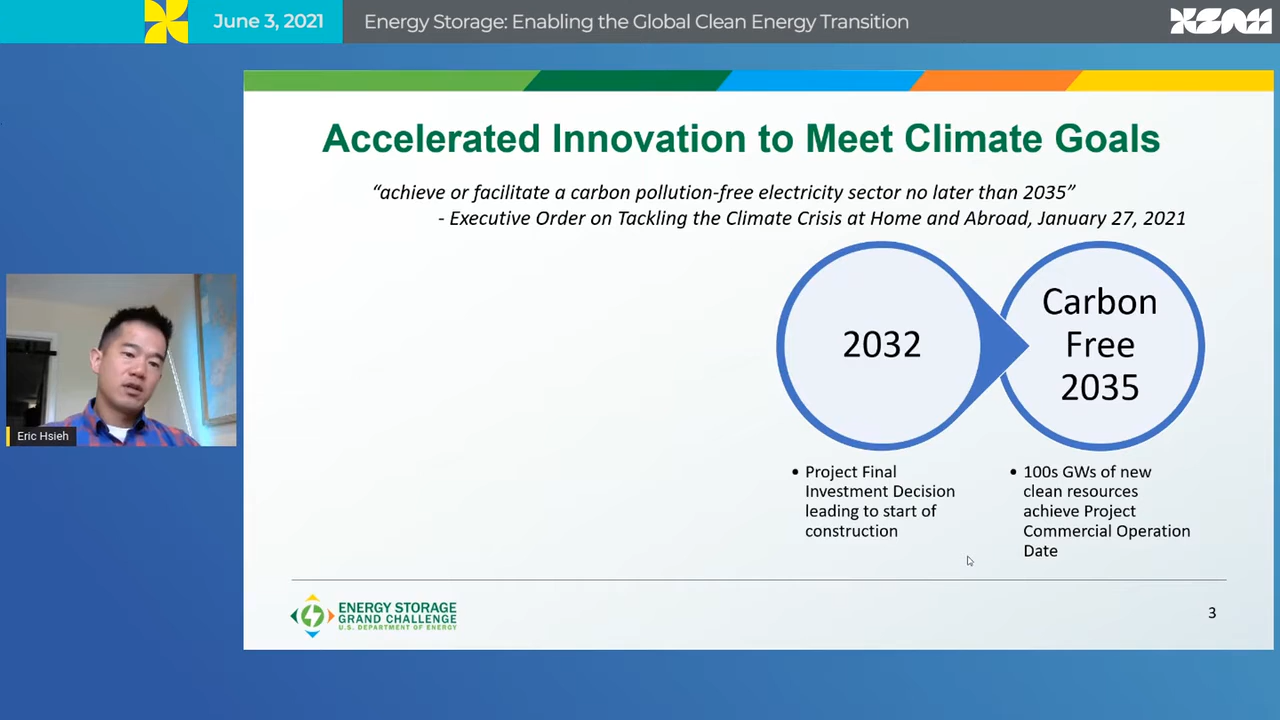 June 3, 2021
Energy Storage: Enabling the Global Clean Energy Transition
Accelerated Innovation to Meet Climate Goals
“achieve or facilitate a carbon pollution-free electricity sector no later than 2035”
- Executive Order on Tackling the Climate Crisis at Home and Abroad, January 27, 2021
2032
Carbon
Free
2035
• Project Final
Investment Decision
leading to start of
construction
• 100s GWs of new
clean resources
achieve Project
Commercial Operation
Date
Eric Hsieh
ENERGY STORAGE
GRAND CHALLENGE
U.S. DEPARTMENT OF ENERGY
3